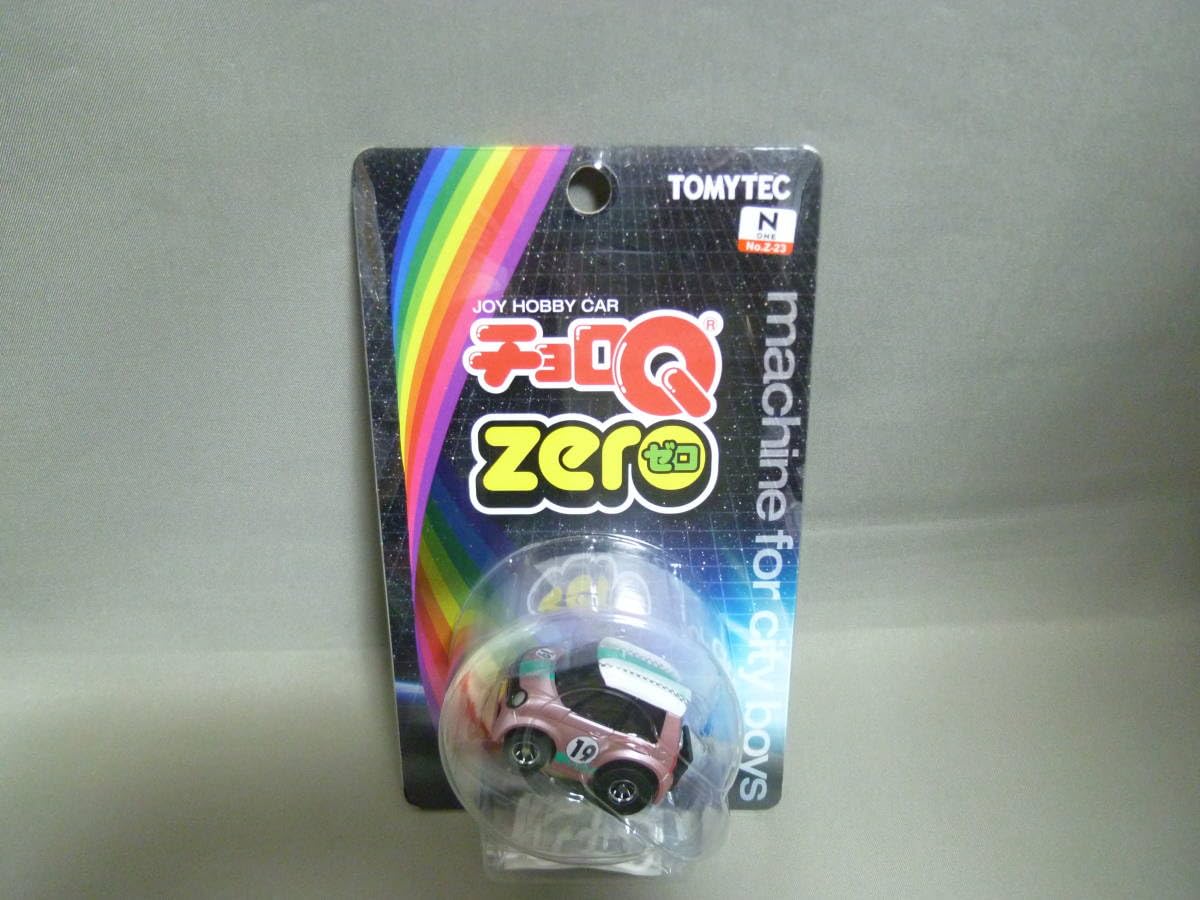 TOMYTEC
N
ONE
No.Z-23
JOY HOBBY CAR
チョロQ®
zero
ゼロ
machine for city boys
19